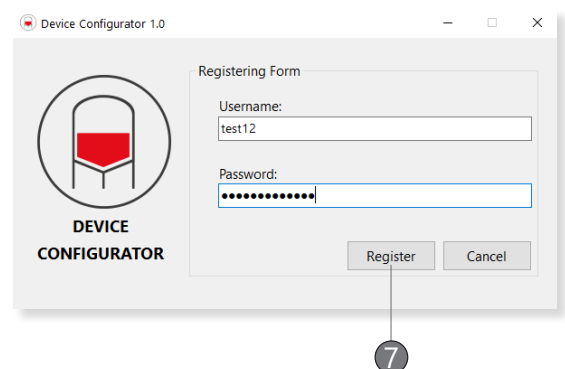 Device Configurator 1.0
Registering Form
Username:
test12
Password:
●●●●●●●●●●●●●
DEVICE
CONFIGURATOR
Register Cancel
7